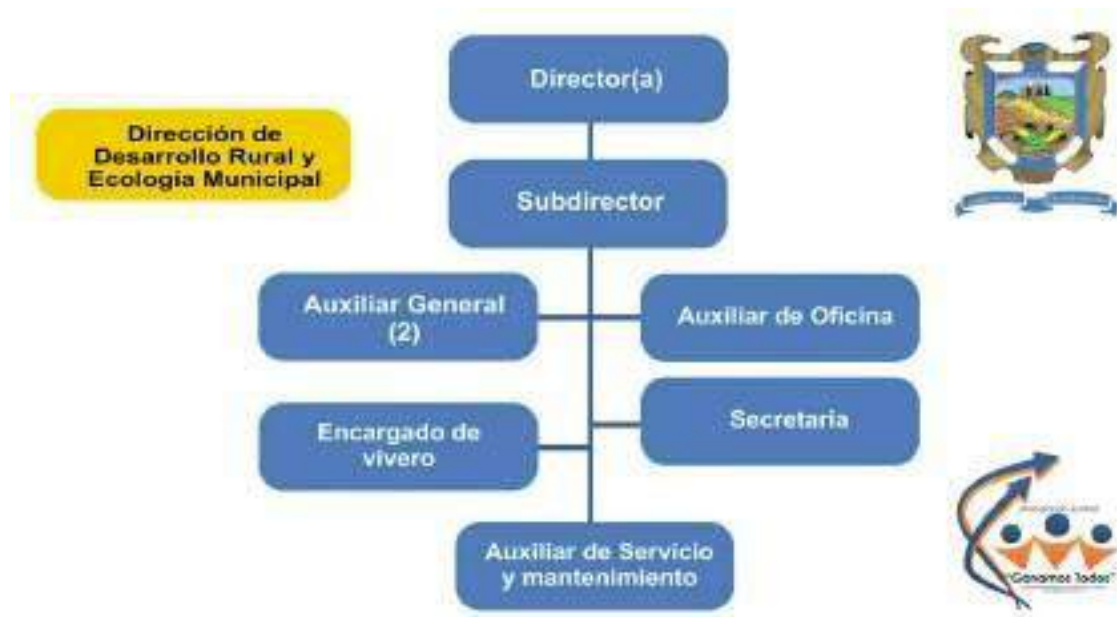 Director(a)
Dirección de
Desarrollo Rural y
Ecología Municipal
Subdirector
Auxiliar General
(2)
Auxiliar de Oficina
Secretaria
Encargado de
vivero
Auxiliar de Servicio
y mantenimiento
"Ganamos Todos"